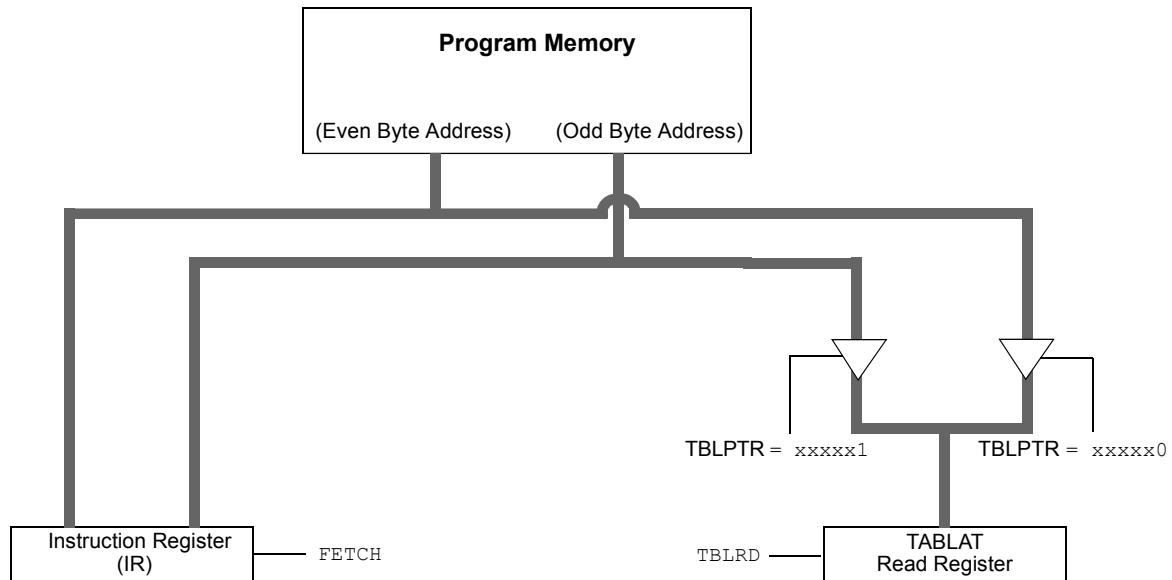 Program Memory
(Even Byte Address) (Odd Byte Address)
TBLPTR = xxxxx1 TBLPTR = xxxxx0
Instruction Register
(IR)
FETCH
TBLRD
TABLAT
Read Register